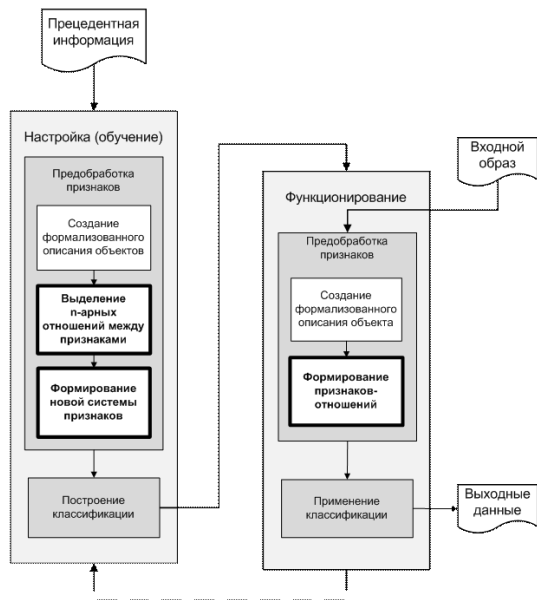 Прецедентная
информация
Настройка (обучение)
Предобработка
признаков
Создание
формализованного
описания объектов
Выделение
n-арных
отношений между
признаками
Формирование
новой системы
признаков
Построение
классификации
Входной
образ
Функционирование
Предобработка
признаков
Создание
формализованного
описания объекта
Формирование
признаков-
отношений
Применение
классификации
Выходные
данные